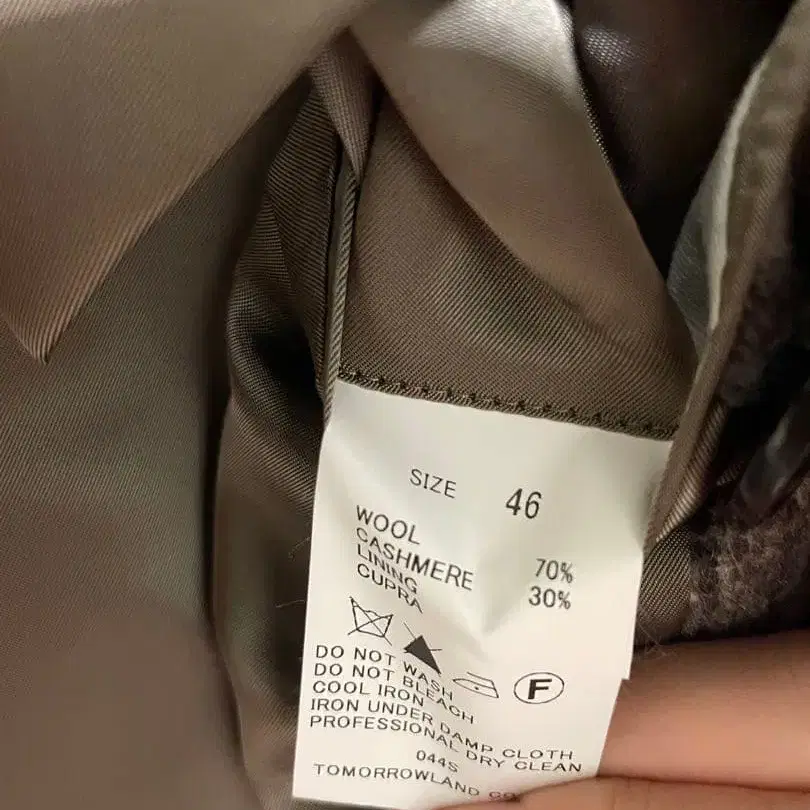 SIZE 46
WOOL 70%
CASHMERE 30%
LINING
CUPRA
F
DO NOT WASH
DO NOT BLEACH
COOL IRON
IRON UNDER DAMP CLOTH
PROFESSIONAL DRY CLEAN
044S
TOMORROWLAND